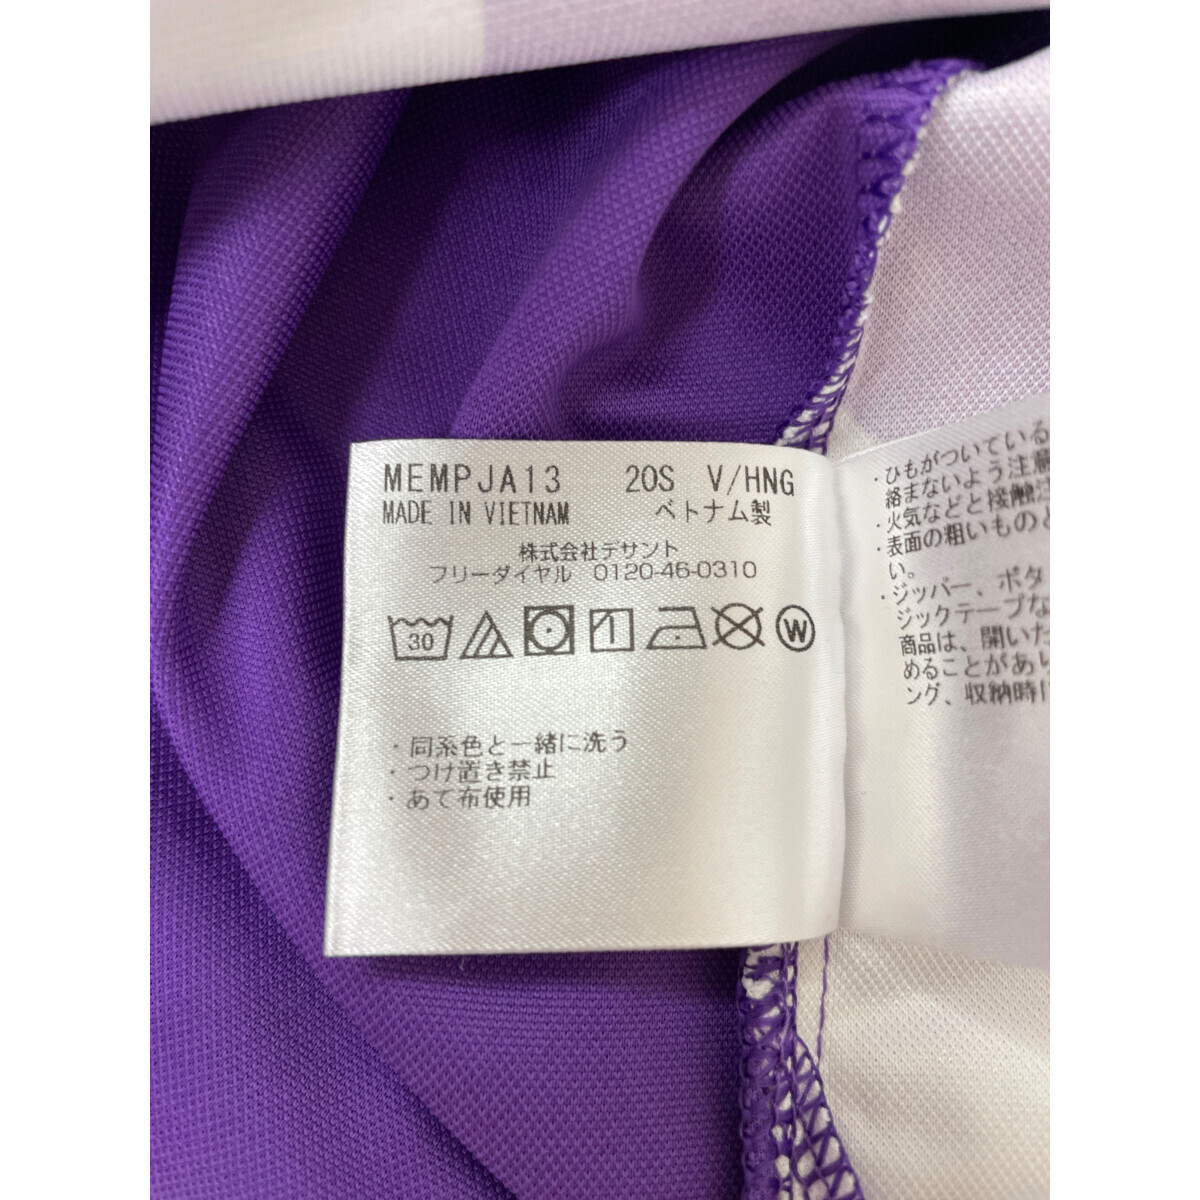 MEMPJA13 20S V/HNG
MADE IN VIETNAM ベトナム製
株式会社デサント
フリーダイヤル 0120-46-0310
30 W
・同系色と一緒に洗う
・つけ置き禁止
・あて布使用
・ひもがついている
絡まないよう注意
・火気などと接触注
・表面の粗いものと
い。
・ジッパー、ボタ
ジックテープな
商品は、開いた
めることがあり
ング、収納時に